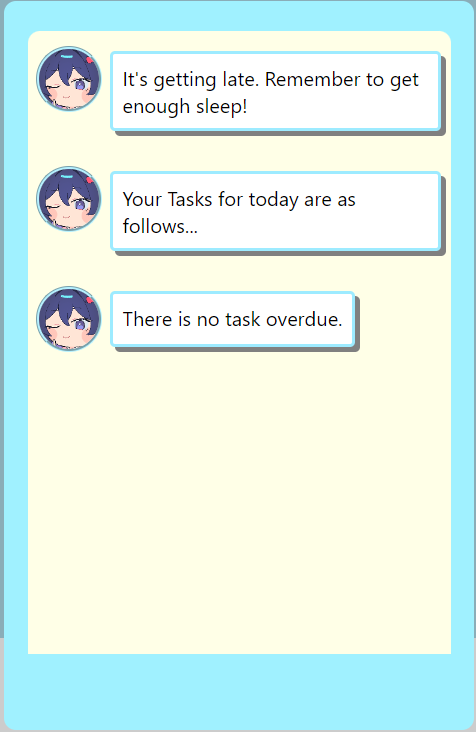 It's getting late. Remember to get
enough sleep!
Your Tasks for today are as
follows...
There is no task overdue.